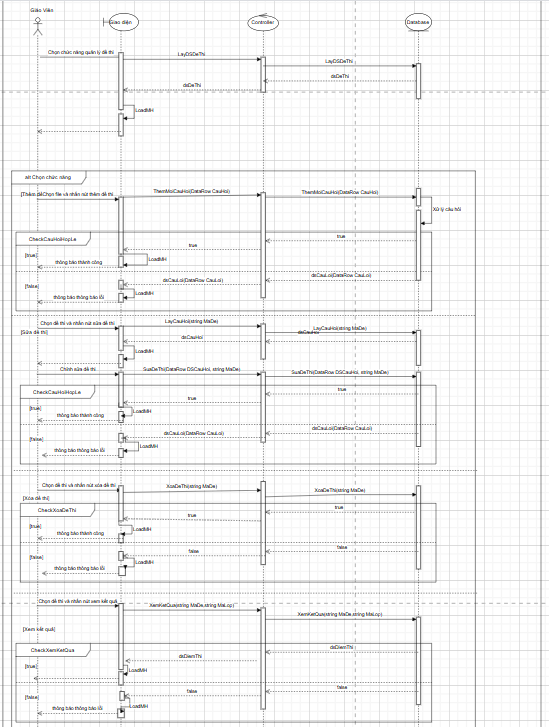 Giáo Viên
Giao diện
Controller
Database
Chọn chức năng quản lý đề thi
LayDSDeThi
LayDSDeThi
dsDeThi
dsDeThi
LoadMH
alt Chọn chức năng
[Thêm đề
Chọn file và nhấn nút thêm đề thi
ThemMoiCauHoi(DataRow CauHoi)
ThemMoiCauHoi(DataRow CauHoi)
Xử lý câu hỏi
CheckCauHoiHopLe
true
true
[true]
LoadMH
thông báo thành công
dsCauLoi(DataRow CauLoi)
dsCauLoi(DataRow CauLoi)
[false]
LoadMH
thông báo thông báo lỗi
Chọn đề thi và nhấn nút sửa đề thi
LayCauHoi(string MaDe)
LayCauHoi(string MaDe)
[Sửa đề thi]
dsCauHoi
dsCauHoi
LoadMH
Chỉnh sửa đề thi
SuaDeThi(DataRow DSCauHoi, string MaDe)
SuaDeThi(DataRow DSCauHoi, string MaDe)
CheckCauHoiHopLe
true
true
[true]
LoadMH
thông báo thành công
dsCauLoi(DataRow CauLoi)
dsCauLoi(DataRow CauLoi)
[false]
LoadMH
thông báo thông báo lỗi
Chọn đề thi và nhấn nút xóa đề thi
XoaDeThi(string MaDe)
XoaDeThi(string MaDe)
[Xóa đề thi]
CheckXoaDeThi
true
true
[true]
LoadMH
thông báo thành công
false
false
[false]
LoadMH
thông báo thông báo lỗi
Chọn đề thi và nhấn nút xem kết quả
XemKetQua(string MaDe,string MaLop)
XemKetQua(string MaDe,string MaLop)
[Xem kết quả]
CheckXemKetQua
dsDiemThi
dsDiemThi
[true]
LoadMH
false
false
[false]
LoadMH